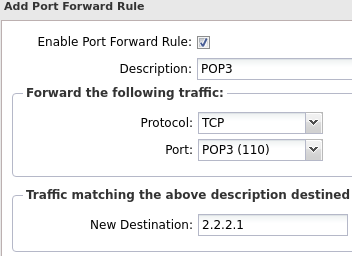 Add Port Forward Rule
Enable Port Forward Rule:
Description: POP3
Forward the following traffic:
Protocol: TCP
Port: POP3 (110)
Traffic matching the above description destined
New Destination: 2.2.2.1